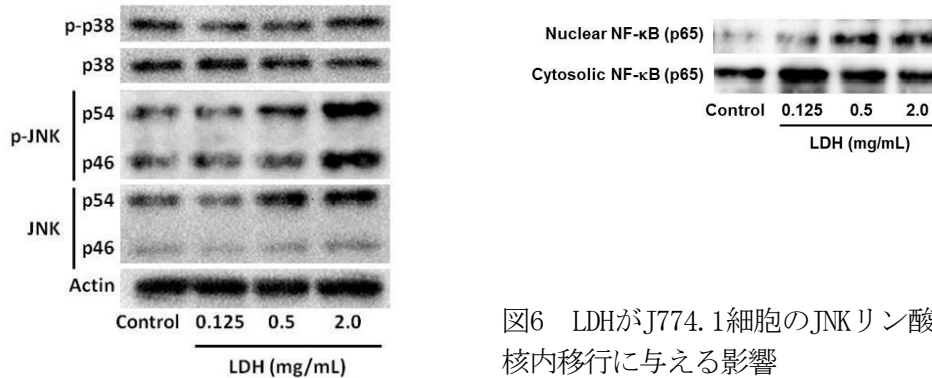 p-p38
p38
p-JNK
p54
p46
JNK
p54
p46
Actin
Control 0.125 0.5 2.0
LDH (mg/mL)
Nuclear NF-κB (p65)
Cytosolic NF-κB (p65)
Control 0.125 0.5 2.0
LDH (mg/mL)
図6 LDHがJ774.1細胞のJNKリン酸
核内移行に与える影響